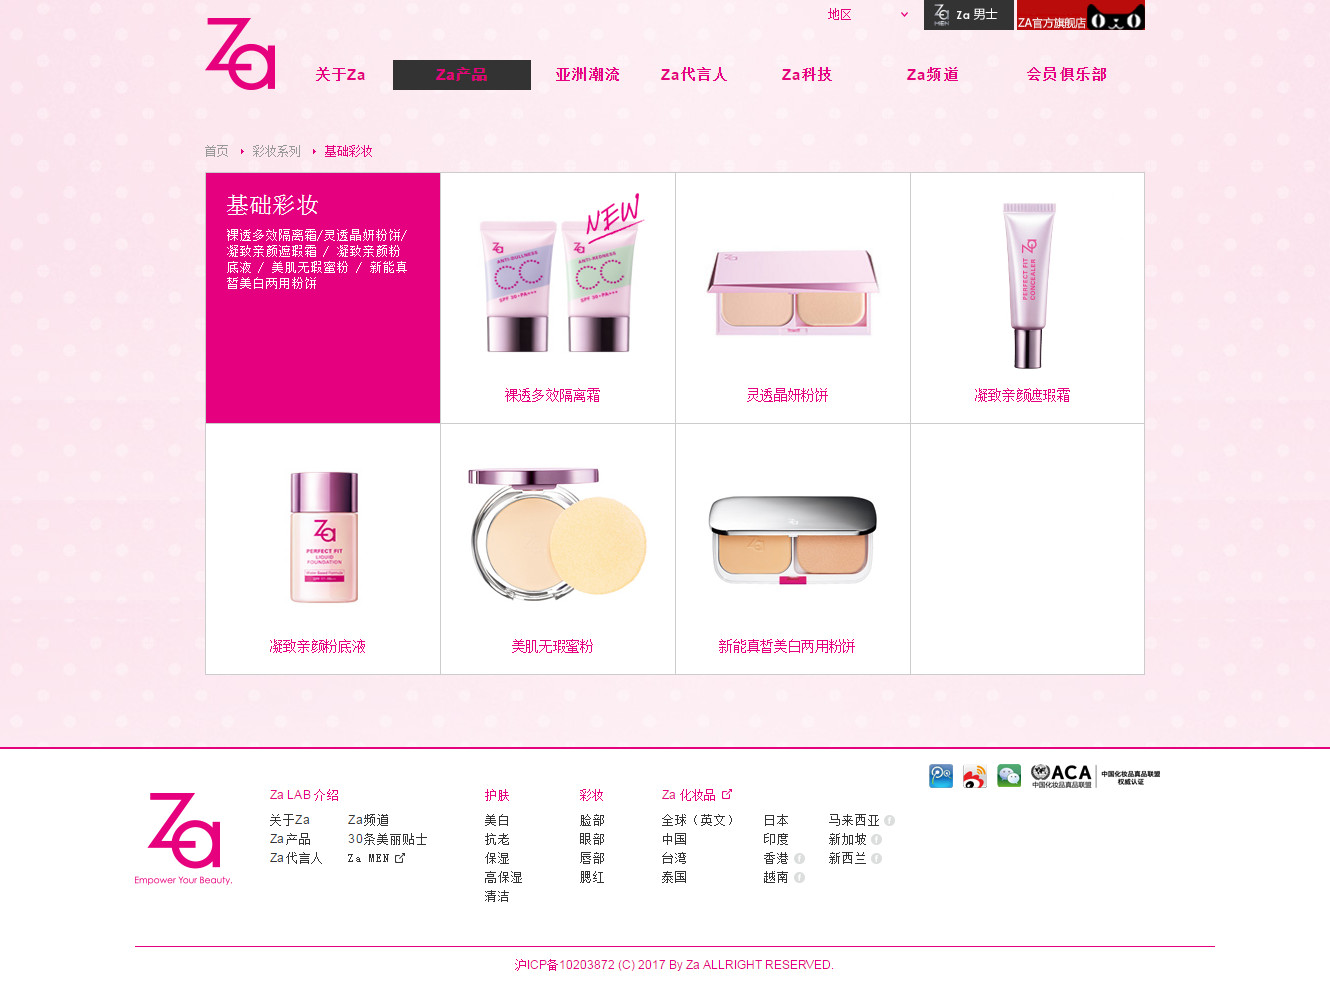 地区
Za 男士
ZA官方旗舰店
Za
关于Za
Za产品
亚洲潮流
Za代言人
Za科技
Za频道
会员俱乐部
首页 彩妆系列 基础彩妆
基础彩妆
裸透多效隔离霜/灵透晶妍粉饼/
凝致亲颜遮瑕霜 / 凝致亲颜粉
底液 / 美肌无瑕蜜粉 / 新能真
皙美白两用粉饼
NEW
Za
ANTI-DULLNESS
CC
SPF 35・PA+++
Za
ANTI-REDNESS
CC
SPF 35・PA+++
裸透多效隔离霜
灵透晶妍粉饼
Za
PERFECT FIT
CONCEALER
凝致亲颜遮瑕霜
Za
PERFECT FIT
LIQUID
FOUNDATION
凝致亲颜粉底液
美肌无瑕蜜粉
Za
新能真皙美白两用粉饼
ACA
中国化妆品真品联盟
中国化妆品真品联盟
权威认证
Za
Empower Your Beauty.
Za LAB 介绍
关于Za
Za产品
Za代言人
Za频道
30条美丽贴士
Za MEN
护肤
美白
抗老
保湿
高保湿
清洁
彩妆
脸部
眼部
唇部
腮红
Za 化妆品
全球（英文）
中国
台湾
泰国
日本
印度
香港
越南
马来西亚
新加坡
新西兰
沪ICP备10203872 (C) 2017 By Za ALLRIGHT RESERVED.